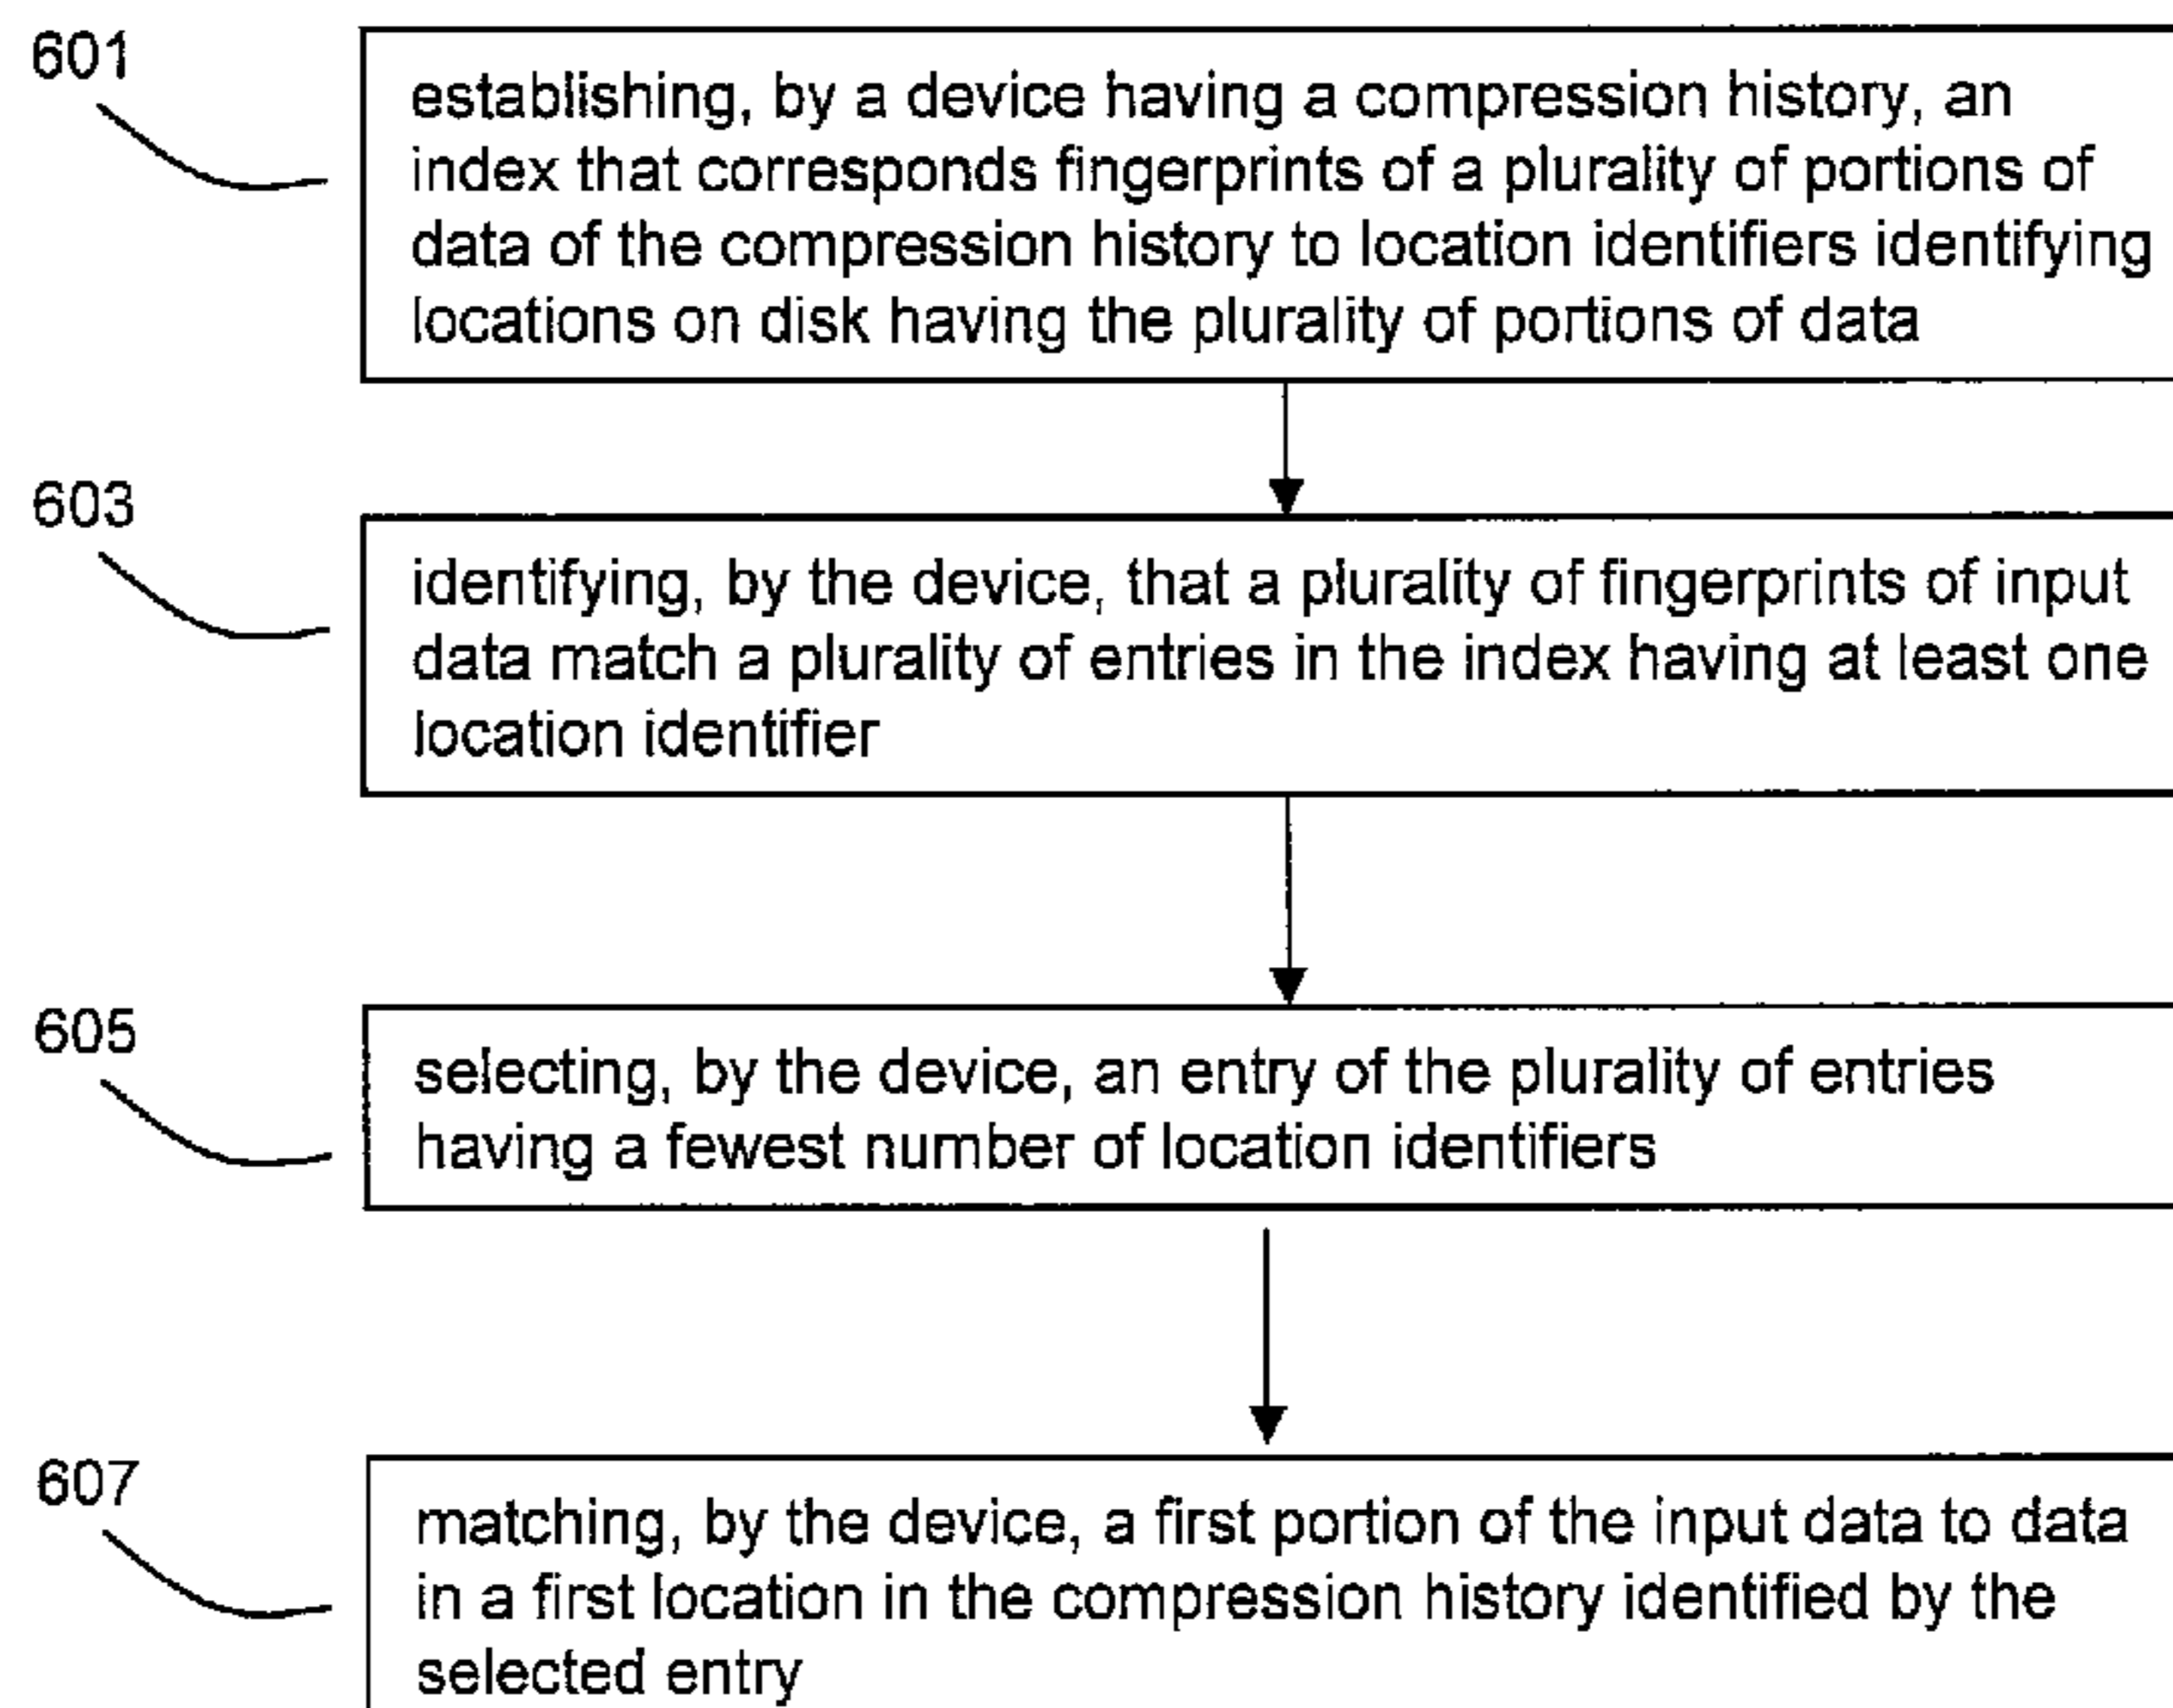 601
establishing, by a device having a compression history, an
index that corresponds fingerprints of a plurality of portions of
data of the compression history to location identifiers identifying
locations on disk having the plurality of portions of data
603
identifying, by the device, that a plurality of fingerprints of input
data match a plurality of entries in the index having at least one
location identifier
605
selecting, by the device, an entry of the plurality of entries
having a fewest number of location identifiers
607
matching, by the device, a first portion of the input data to data
in a first location in the compression history identified by the
selected entry